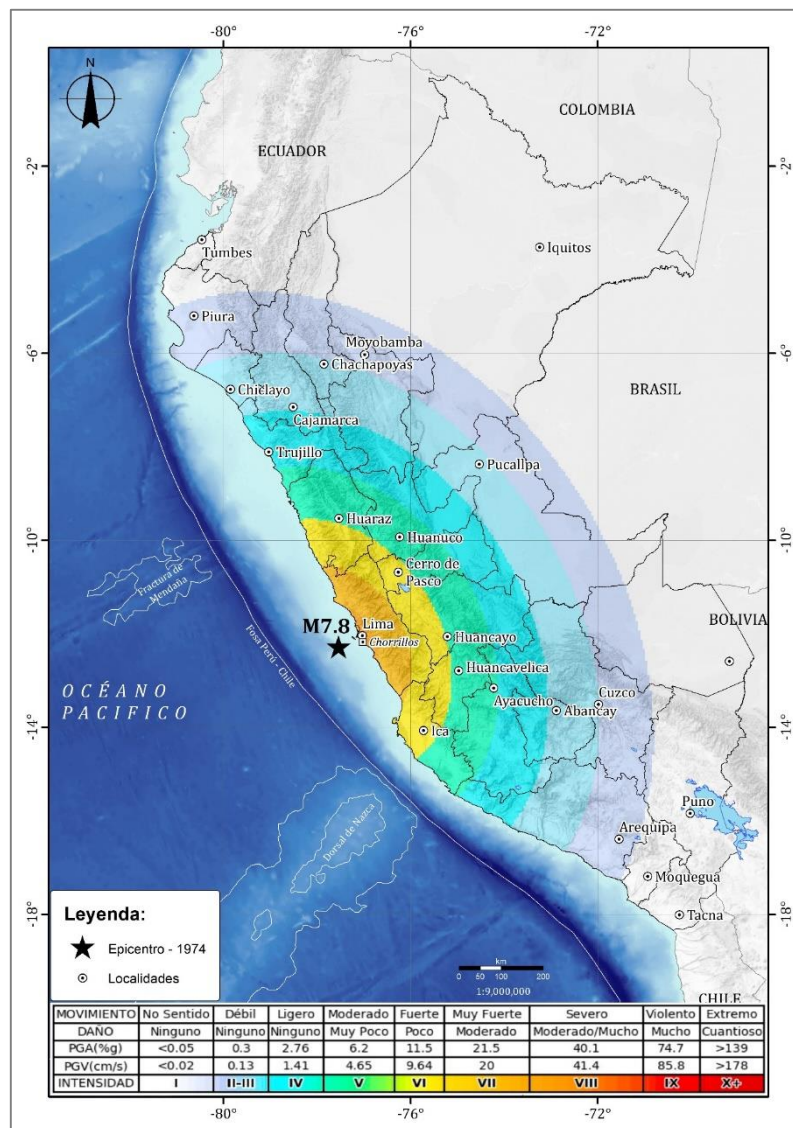 -80°
-76°
-72°
N
COLOMBIA
ECUADOR
-2°
-2°
Tumbes
Iquitos
Piura
Moyobamba
-6°
-6°
Chachapoyas
BRASIL
Chiclayo
Cajamarca
Trujillo
Pucallpa
Huaraz
Huanuco
-10°
-10°
Cerro de
Pasco
Fractura de
Mendaña
M7.8
Lima
Chorrillos
BOLIVIA
Huancayo
Fosa Perú - Chile
Huancavelica
OCÉANO
PACIFICO
Ayacucho
Cuzco
Abancay
-14°
-14°
Ica
Puno
Dorsal de Nazca
Arequipa
Moquegua
Leyenda:
-18°
-18°
Tacna
Epicentro - 1974
Localidades
km
0 50 100 200
1:9,000,000
CHILE
MOVIMIENTO No Sentido Débil Ligero Moderado Fuerte Muy Fuerte Severo Violento Extremo
DAÑO Ninguno Ninguno Ninguno Muy Poco Poco Moderado Moderado/Mucho Mucho Cuantioso
PGA(%g) <0.05 0.3 2.76 6.2 11.5 21.5 40.1 74.7 >139
PGV(cm/s) <0.02 0.13 1.41 4.65 9.64 20 41.4 85.8 >178
INTENSIDAD I II-III IV V VI VII VIII IX X+
-80°
-76°
-72°